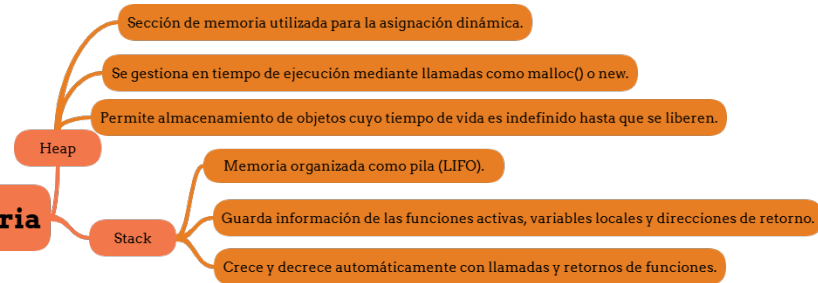 Sección de memoria utilizada para la asignación dinámica.
Se gestiona en tiempo de ejecución mediante llamadas como malloc() o new.
Permite almacenamiento de objetos cuyo tiempo de vida es indefinido hasta que se liberen.
Heap
Memoria organizada como pila (LIFO).
ria
Guarda información de las funciones activas, variables locales y direcciones de retorno.
Stack
Crece y decrece automáticamente con llamadas y retornos de funciones.